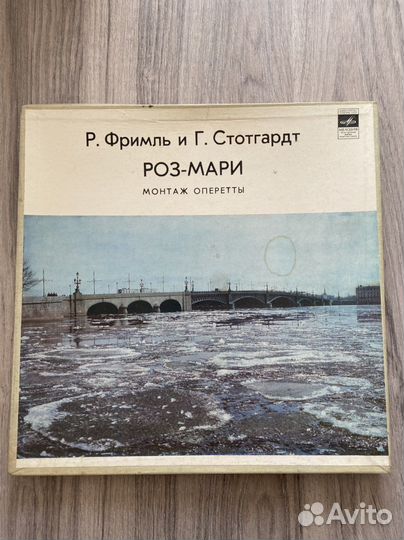 Р. Фримль и Г. Стотгардт
РОЗ-МАРИ
МОНТАЖ ОПЕРЕТТЫ
Avito